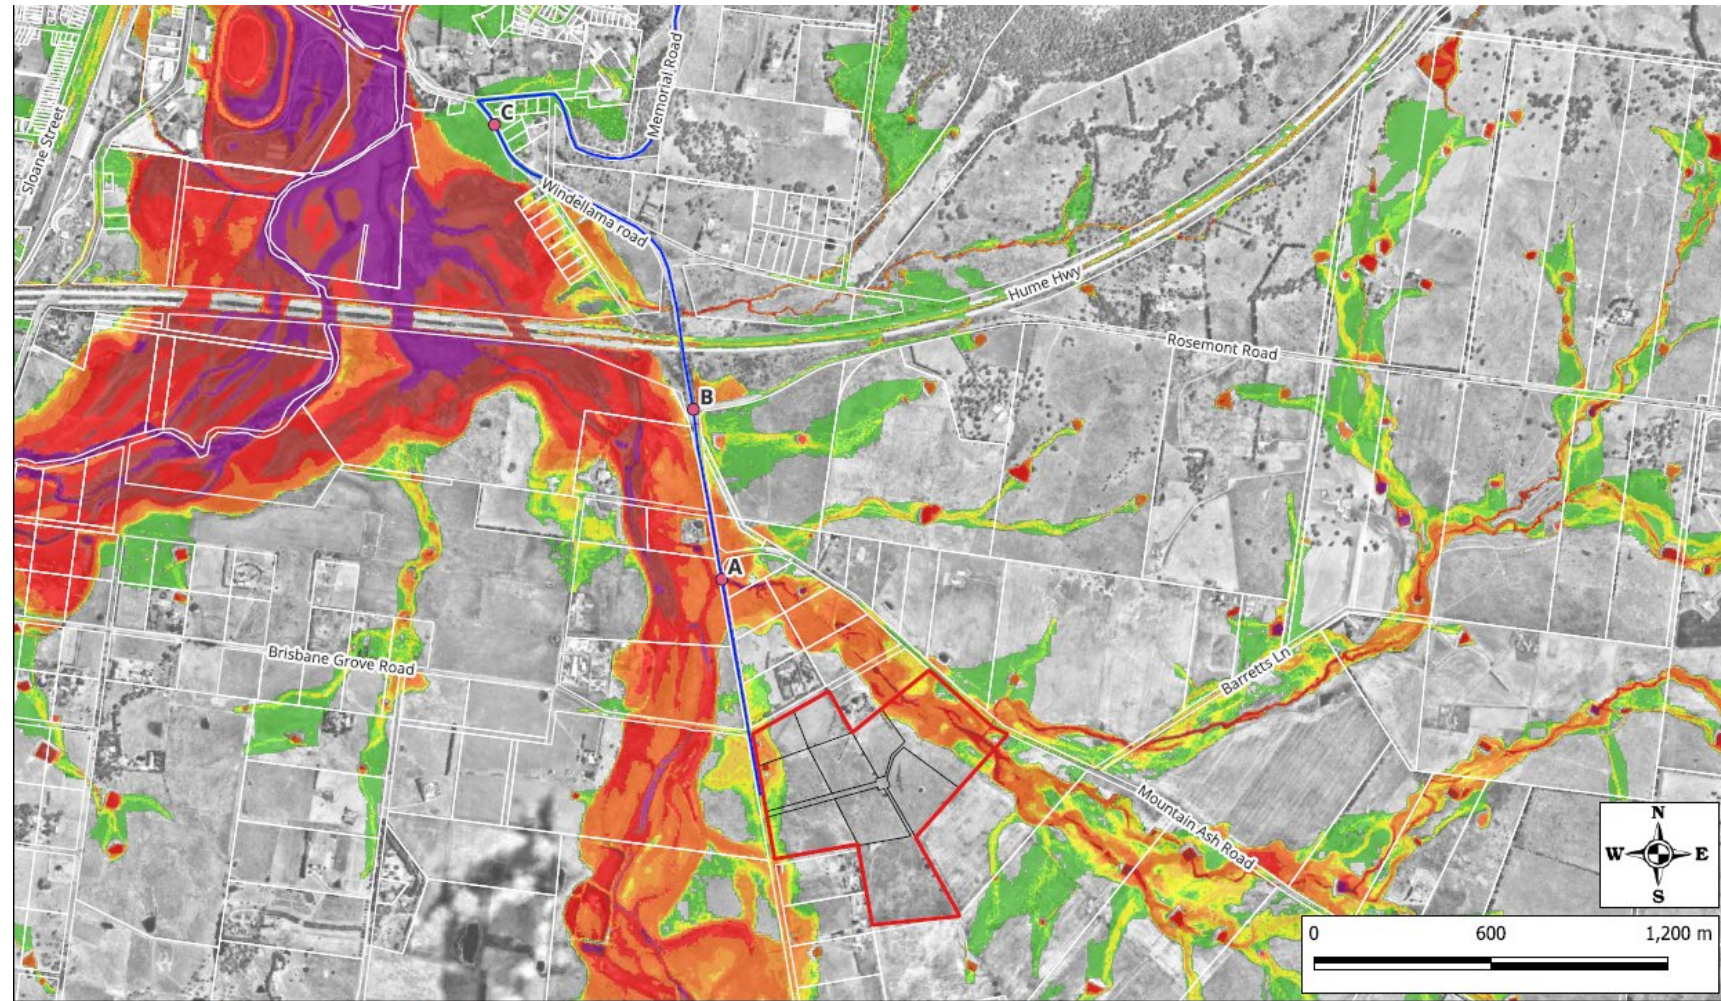 Sloane Street
C
Memorial Road
Windellama road
Hume Hwy
Rosemont Road
B
A
Brisbane Grove Road
Barretts Ln
Mountain Ash Road
N
W E
S
0 600 1,200 m